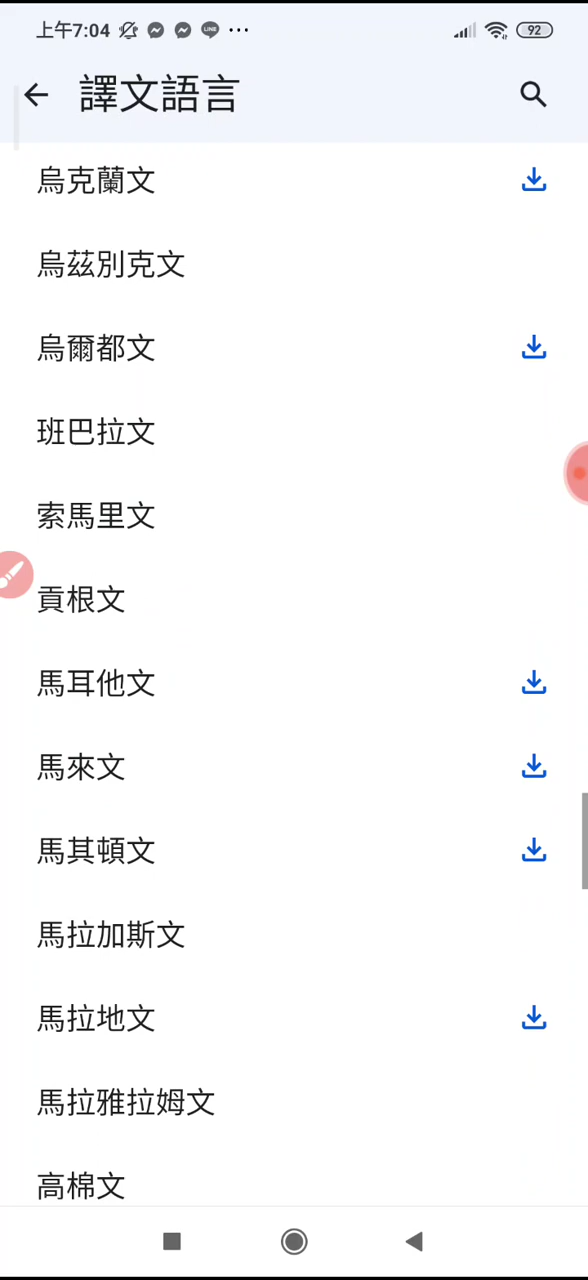 上午7:04
92
譯文語言
烏克蘭文
烏茲別克文
烏爾都文
班巴拉文
索馬里文
貢根文
馬耳他文
馬來文
馬其頓文
馬拉加斯文
馬拉地文
馬拉雅拉姆文
高棉文